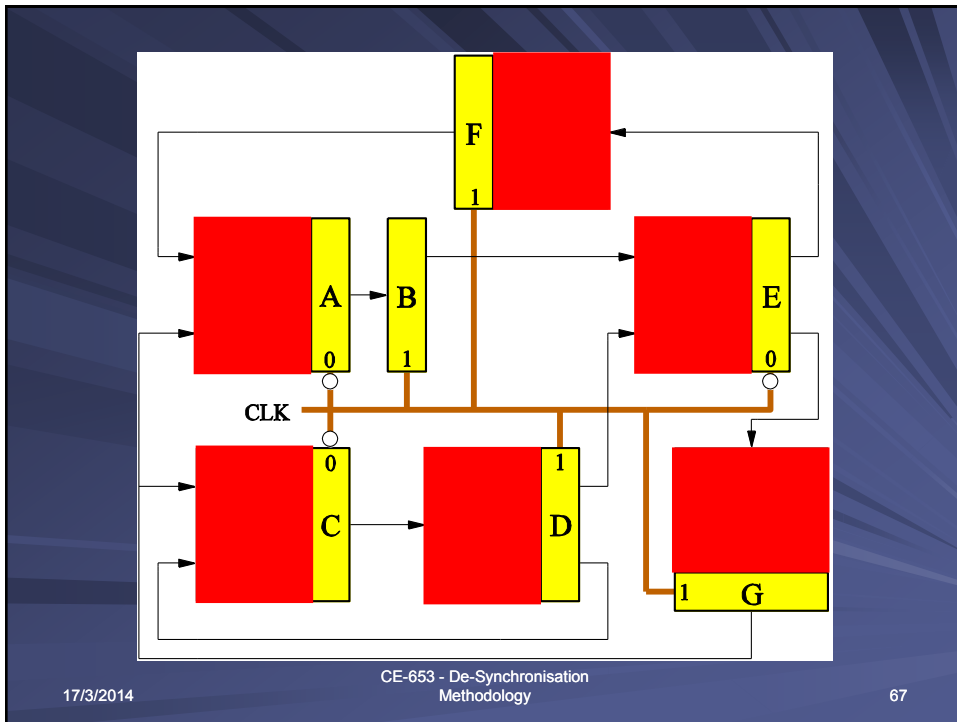 F
1
A
B
E
0
1
0
CLK
0
1
C
D
1
G
17/3/2014
CE-653 - De-Synchronisation
Methodology
67